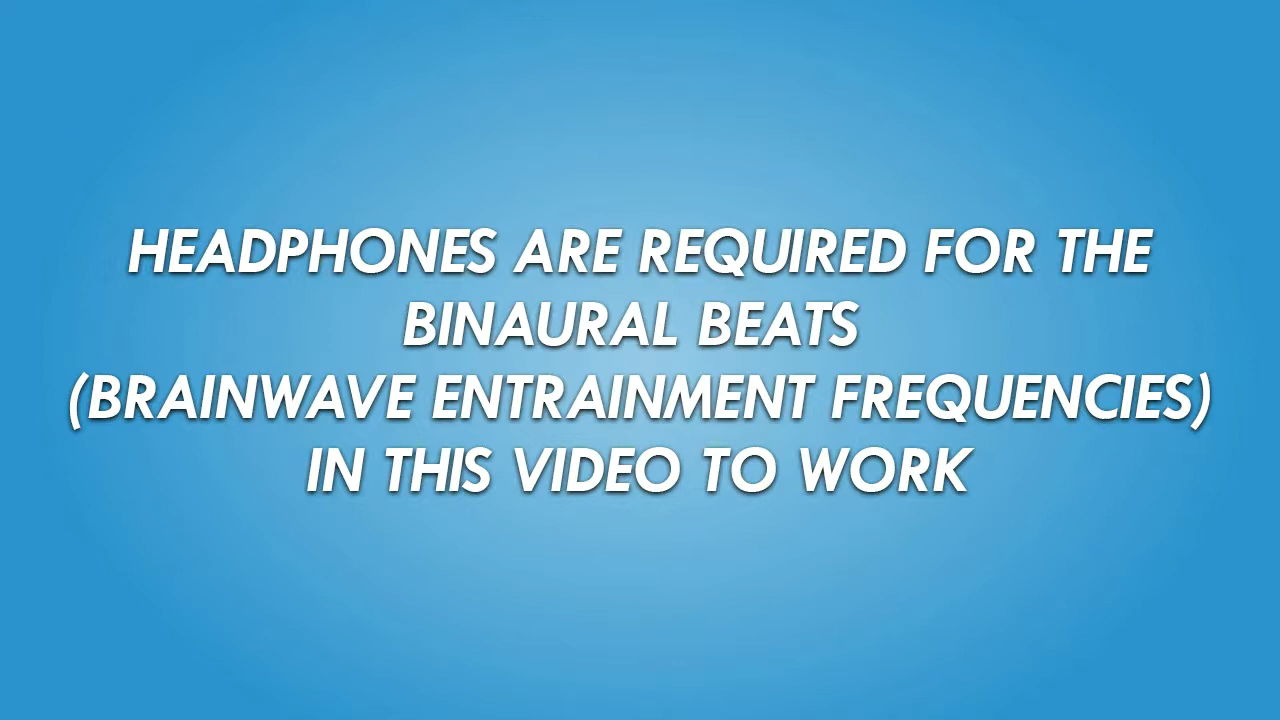 HEADPHONES ARE REQUIRED FOR THE
BINAURAL BEATS
(BRAINWAVE ENTRAINMENT FREQUENCIES)
IN THIS VIDEO TO WORK